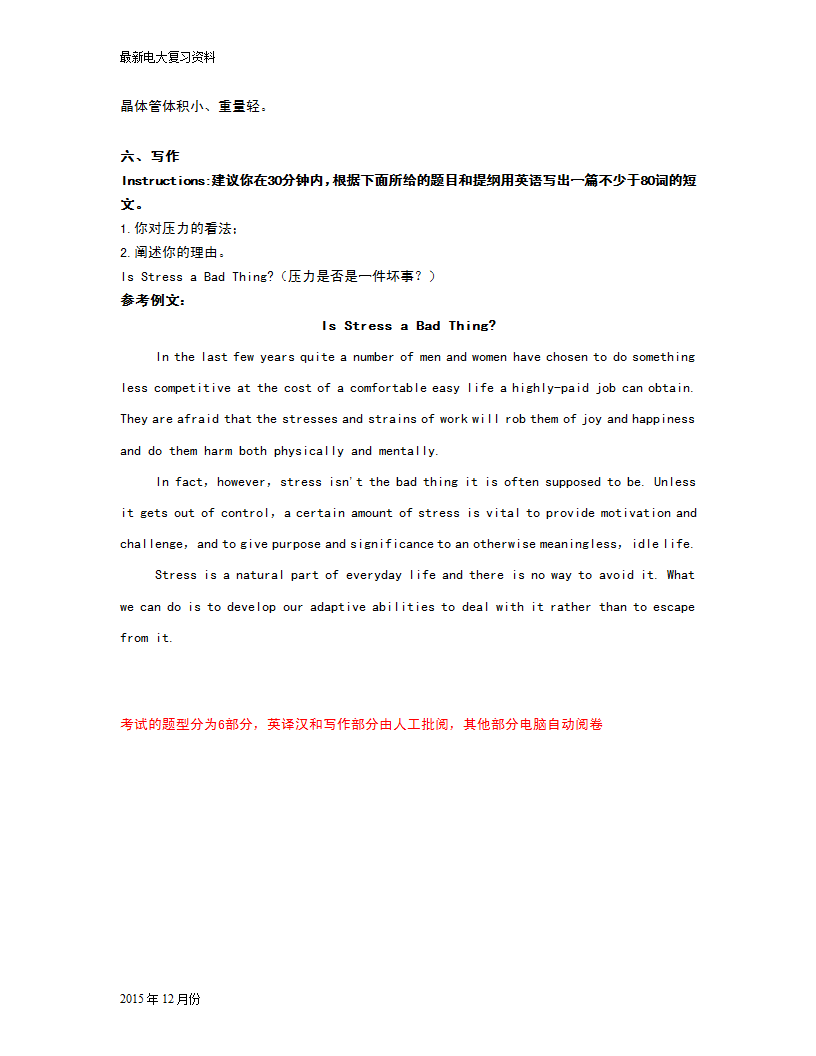 最新电大复习资料
晶体管体积小、重量轻。
六、写作
Instructions:建议你在30分钟内,根据下面所给的题目和提纲用英语写出一篇不少于80词的短
文。
1.你对压力的看法;
2.阐述你的理由。
Is Stress a Bad Thing?（压力是否是一件坏事？）
参考例文:
Is Stress a Bad Thing?
In the last few years quite a number of men and women have chosen to do something
less competitive at the cost of a comfortable easy life a highly-paid job can obtain.
They are afraid that the stresses and strains of work will rob them of joy and happiness
and do them harm both physically and mentally.
In fact, however, stress isn't the bad thing it is often supposed to be. Unless
it gets out of control, a certain amount of stress is vital to provide motivation and
challenge, and to give purpose and significance to an otherwise meaningless, idle life.
Stress is a natural part of everyday life and there is no way to avoid it. What
we can do is to develop our adaptive abilities to deal with it rather than to escape
from it.
考试的题型分为6部分，英译汉和写作部分由人工批阅，其他部分电脑自动阅卷
2015年12月份